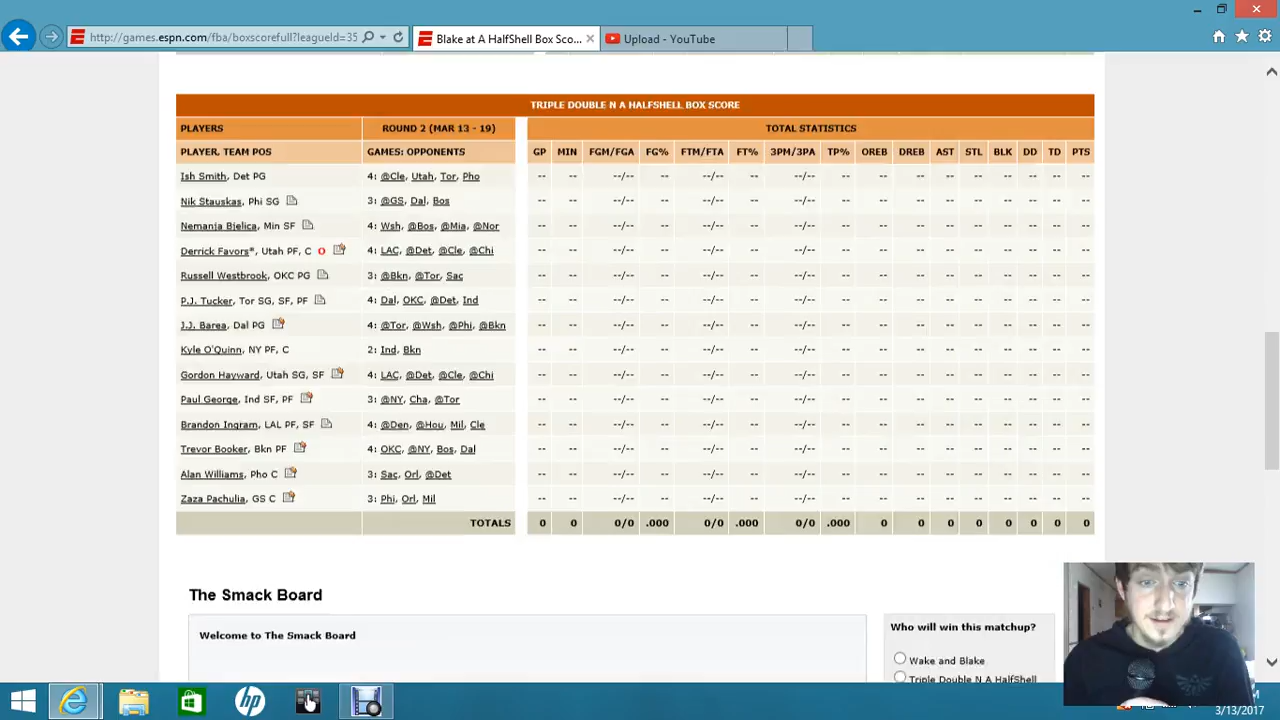 http://games.espn.com/fba/boxscorefull?leagueId=35
Blake at A HalfShell Box Sco...
Upload - YouTube
TRIPLE DOUBLE N A HALFSHELL BOX SCORE
PLAYERS ROUND 2 (MAR 13 - 19) TOTAL STATISTICS
PLAYER, TEAM POS GAMES: OPPONENTS GP MIN FGM/FGA FG% FTM/FTA FT% 3PM/3PA TP% OREB DREB AST STL BLK DD TD PTS
Ish Smith, Det PG 4: @Cle, Utah, Tor, Pho -- -- --/-- -- --/-- -- --/-- -- -- -- -- -- -- -- -- --
Nik Stauskas, Phi SG 3: @GS, Dal, Bos -- -- --/-- -- --/-- -- --/-- -- -- -- -- -- -- -- -- --
Nemanja Bjelica, Min SF 4: Wsh, @Bos, @Mia, @Nor -- -- --/-- -- --/-- -- --/-- -- -- -- -- -- -- -- -- --
Derrick Favors*, Utah PF, C O 4: LAC, @Det, @Cle, @Chi -- -- --/-- -- --/-- -- --/-- -- -- -- -- -- -- -- -- --
Russell Westbrook, OKC PG 3: @Bkn, @Tor, Sac -- -- --/-- -- --/-- -- --/-- -- -- -- -- -- -- -- -- --
P.J. Tucker, Tor SG, SF, PF 4: Dal, OKC, @Det, Ind -- -- --/-- -- --/-- -- --/-- -- -- -- -- -- -- -- -- --
J.J. Barea, Dal PG 4: @Tor, @Wsh, @Phi, @Bkn -- -- --/-- -- --/-- -- --/-- -- -- -- -- -- -- -- -- --
Kyle O'Quinn, NY PF, C 2: Ind, Bkn -- -- --/-- -- --/-- -- --/-- -- -- -- -- -- -- -- -- --
Gordon Hayward, Utah SG, SF 4: LAC, @Det, @Cle, @Chi -- -- --/-- -- --/-- -- --/-- -- -- -- -- -- -- -- -- --
Paul George, Ind SF, PF 3: @NY, Cha, @Tor -- -- --/-- -- --/-- -- --/-- -- -- -- -- -- -- -- -- --
Brandon Ingram, LAL PF, SF 4: @Den, @Hou, Mil, Cle -- -- --/-- -- --/-- -- --/-- -- -- -- -- -- -- -- -- --
Trevor Booker, Bkn PF 4: OKC, @NY, Bos, Dal -- -- --/-- -- --/-- -- --/-- -- -- -- -- -- -- -- -- --
Alan Williams, Pho C 3: Sac, Orl, @Det -- -- --/-- -- --/-- -- --/-- -- -- -- -- -- -- -- -- --
Zaza Pachulia, GS C 3: Phi, Orl, Mil -- -- --/-- -- --/-- -- --/-- -- -- -- -- -- -- -- -- --
TOTALS 0 0 0/0 .000 0/0 .000 0/0 .000 0 0 0 0 0 0 0 0
The Smack Board
Welcome to The Smack Board
Who will win this matchup?
Wake and Blake
Triple Double N A HalfShell
hp
3/13/2017